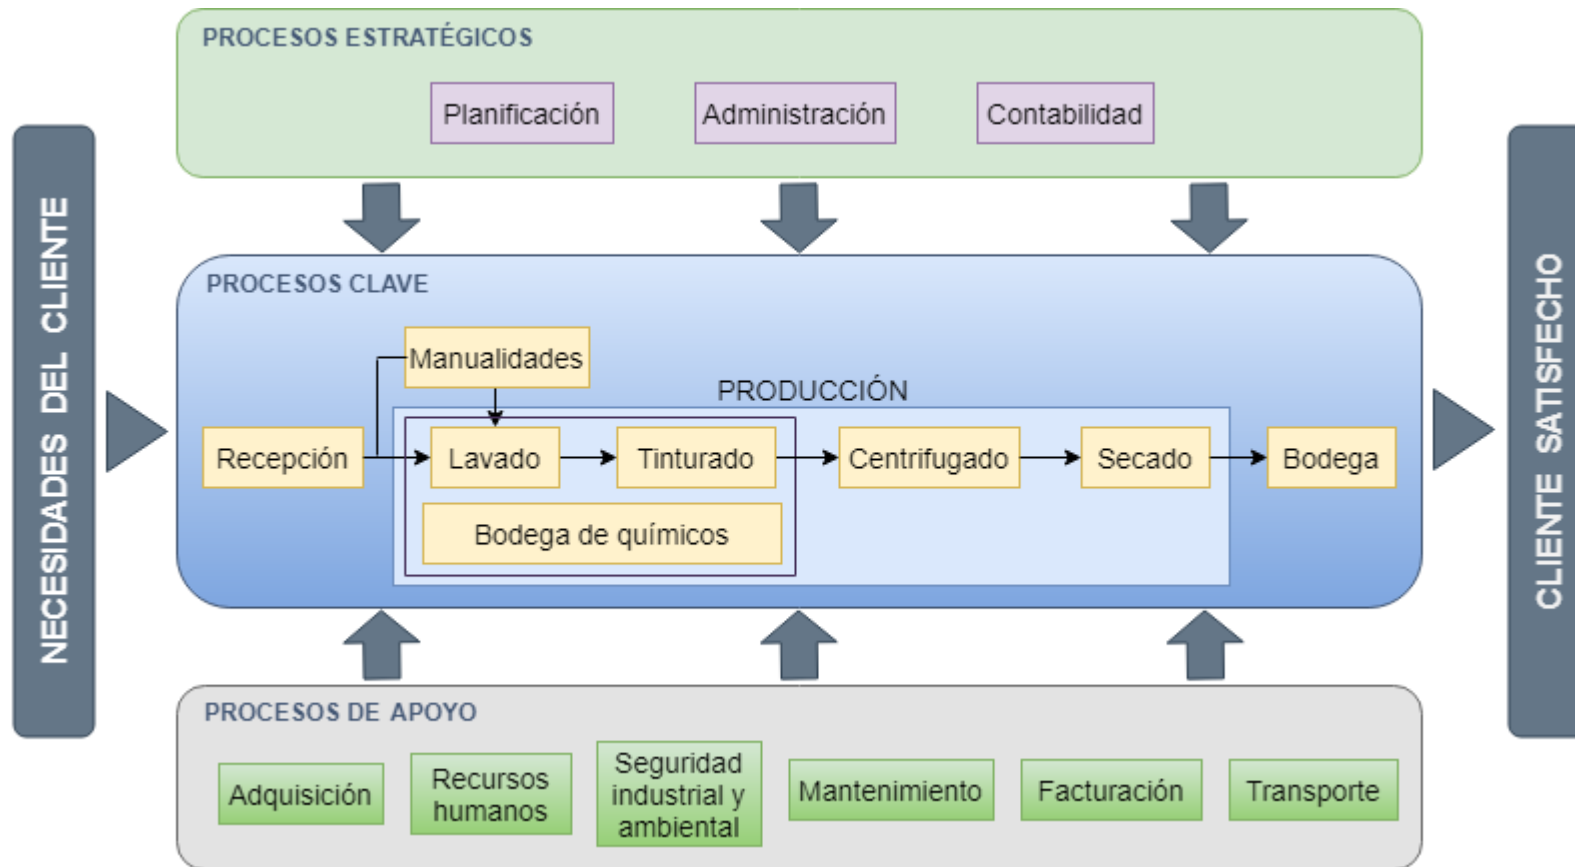 PROCESOS ESTRATÉGICOS
Planificación
Administración
Contabilidad
NECESIDADES DEL CLIENTE
PROCESOS CLAVE
Manualidades
PRODUCCIÓN
Recepción
Lavado
Tinturado
Centrifugado
Secado
Bodega
Bodega de químicos
CLIENTE SATISFECHO
PROCESOS DE APOYO
Adquisición
Recursos
humanos
Seguridad
industrial y
ambiental
Mantenimiento
Facturación
Transporte